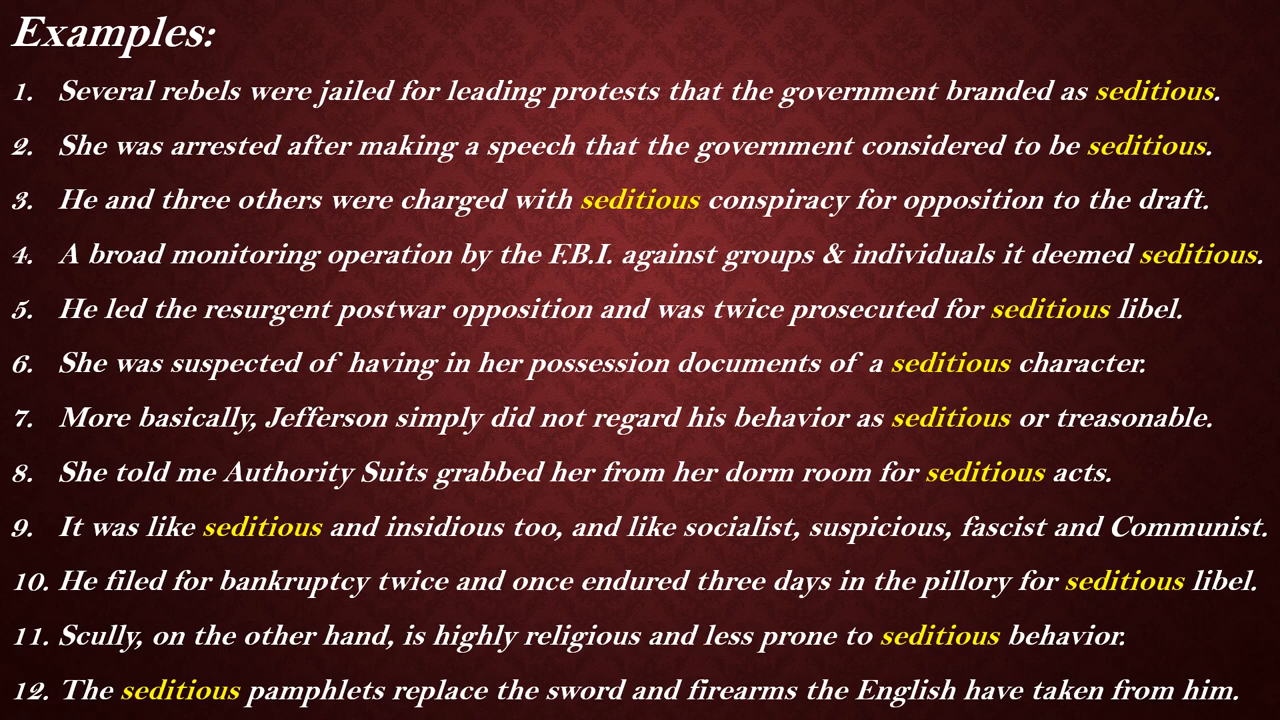 Examples:
1. Several rebels were jailed for leading protests that the government branded as seditious.
2. She was arrested after making a speech that the government considered to be seditious.
3. He and three others were charged with seditious conspiracy for opposition to the draft.
4. A broad monitoring operation by the F.B.I. against groups & individuals it deemed seditious.
5. He led the resurgent postwar opposition and was twice prosecuted for seditious libel.
6. She was suspected of having in her possession documents of a seditious character.
7. More basically, Jefferson simply did not regard his behavior as seditious or treasonable.
8. She told me Authority Suits grabbed her from her dorm room for seditious acts.
9. It was like seditious and insidious too, and like socialist, suspicious, fascist and Communist.
10. He filed for bankruptcy twice and once endured three days in the pillory for seditious libel.
11. Scully, on the other hand, is highly religious and less prone to seditious behavior.
12. The seditious pamphlets replace the sword and firearms the English have taken from him.